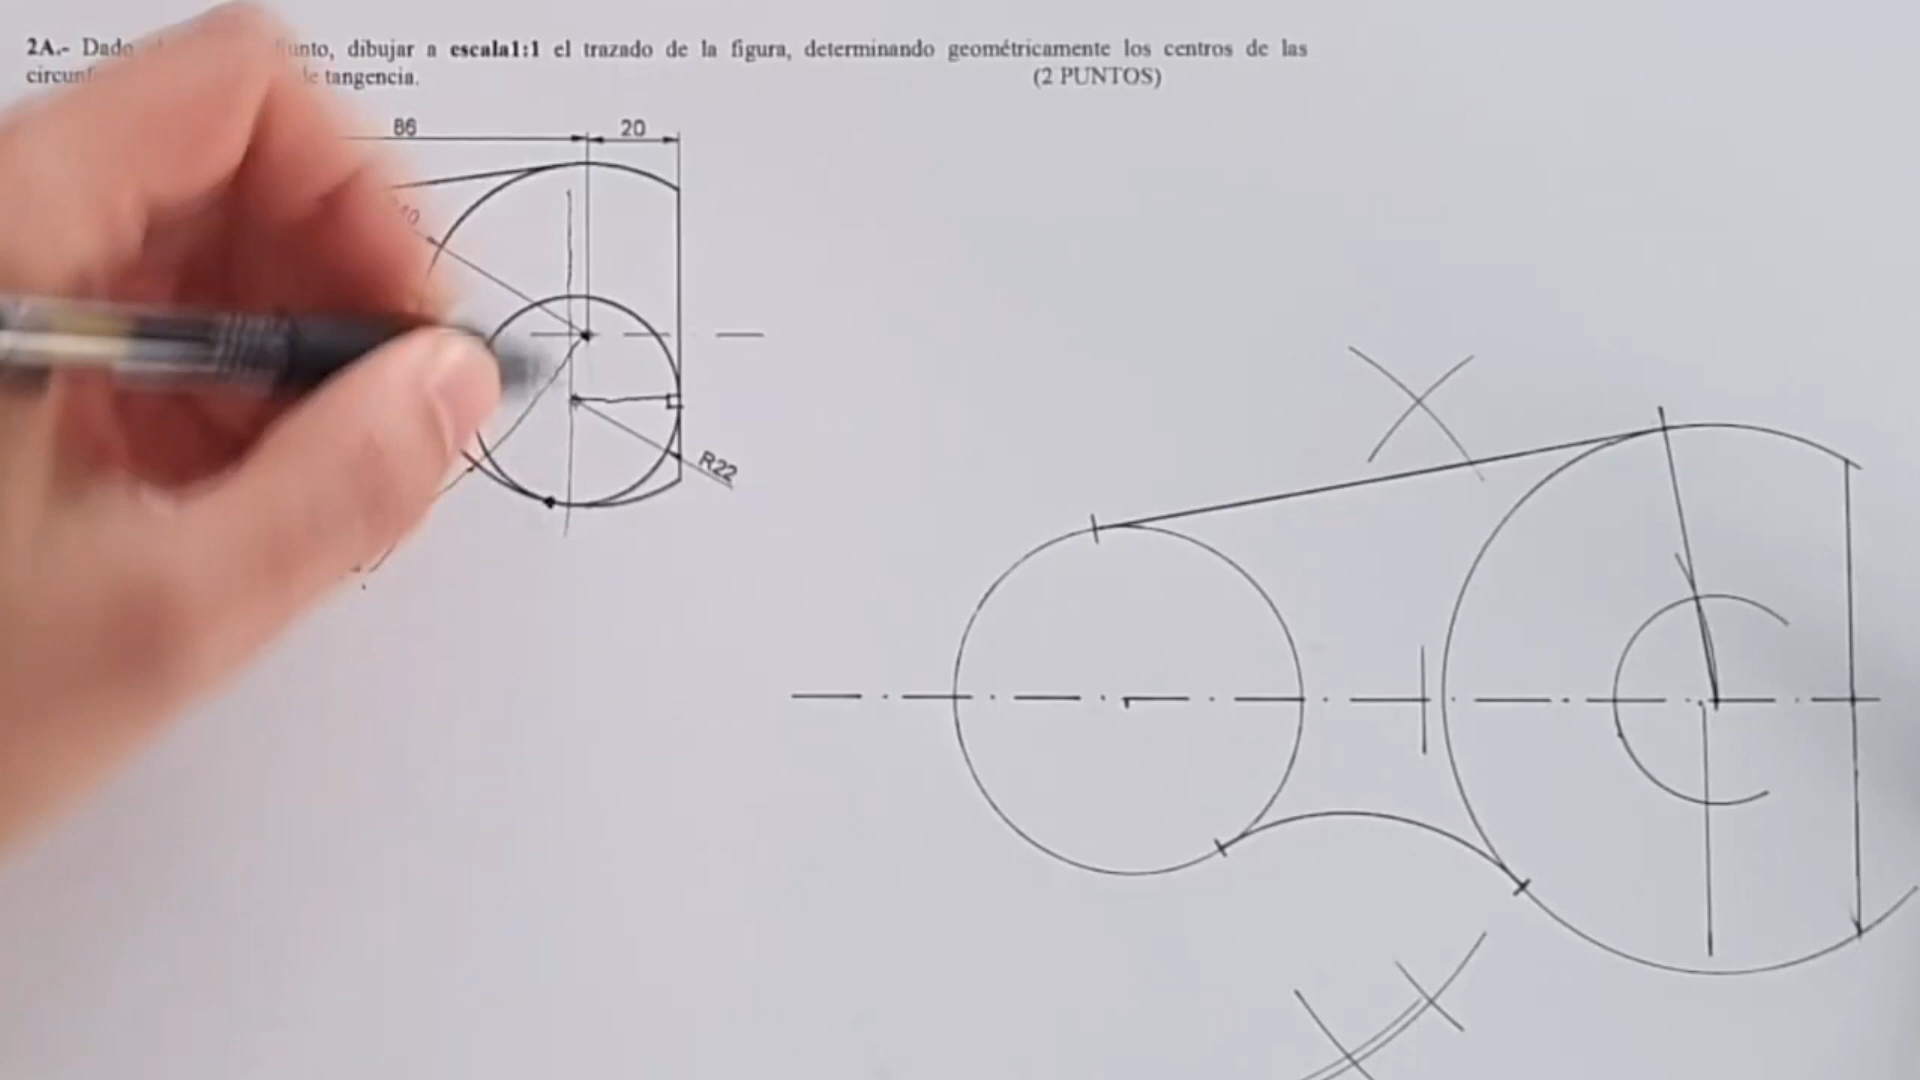 2A.- Dado unto, dibujar a escala1:1 el trazado de la figura, determinando geométricamente los centros de las
de tangencia. (2 PUNTOS)
86 20
R22